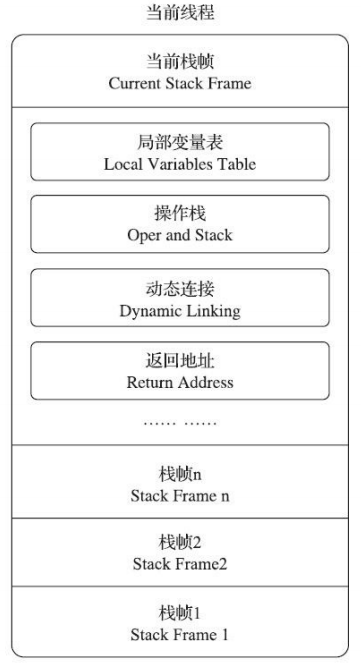 当前线程
当前栈帧
Current Stack Frame
局部变量表
Local Variables Table
操作栈
Oper and Stack
动态连接
Dynamic Linking
返回地址
Return Address
…… ……
栈帧n
Stack Frame n
栈帧2
Stack Frame2
栈帧1
Stack Frame 1